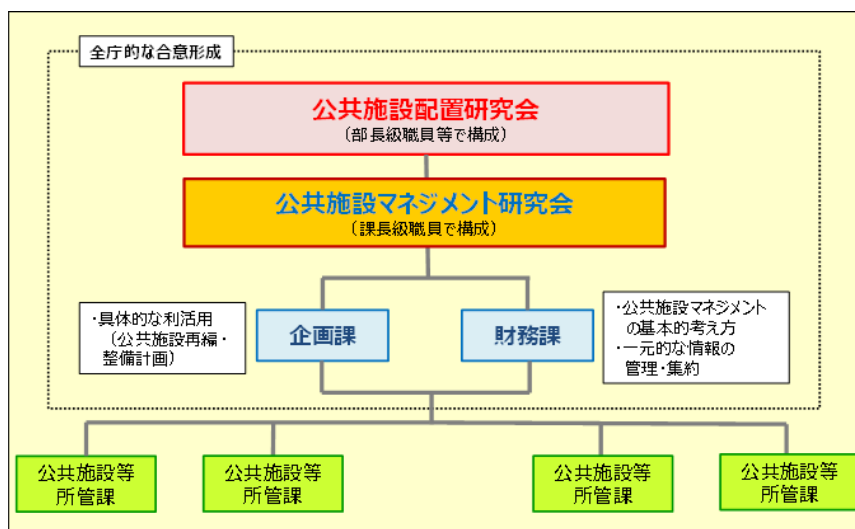 全庁的な合意形成
公共施設配置研究会
（部長級職員等で構成）
公共施設マネジメント研究会
（課長級職員で構成）
・具体的な利活用
（公共施設再編・
整備計画）
企画課
財務課
・公共施設マネジメント
の基本的考え方
・一元的な情報の
管理・集約
公共施設等
所管課
公共施設等
所管課
公共施設等
所管課
公共施設等
所管課